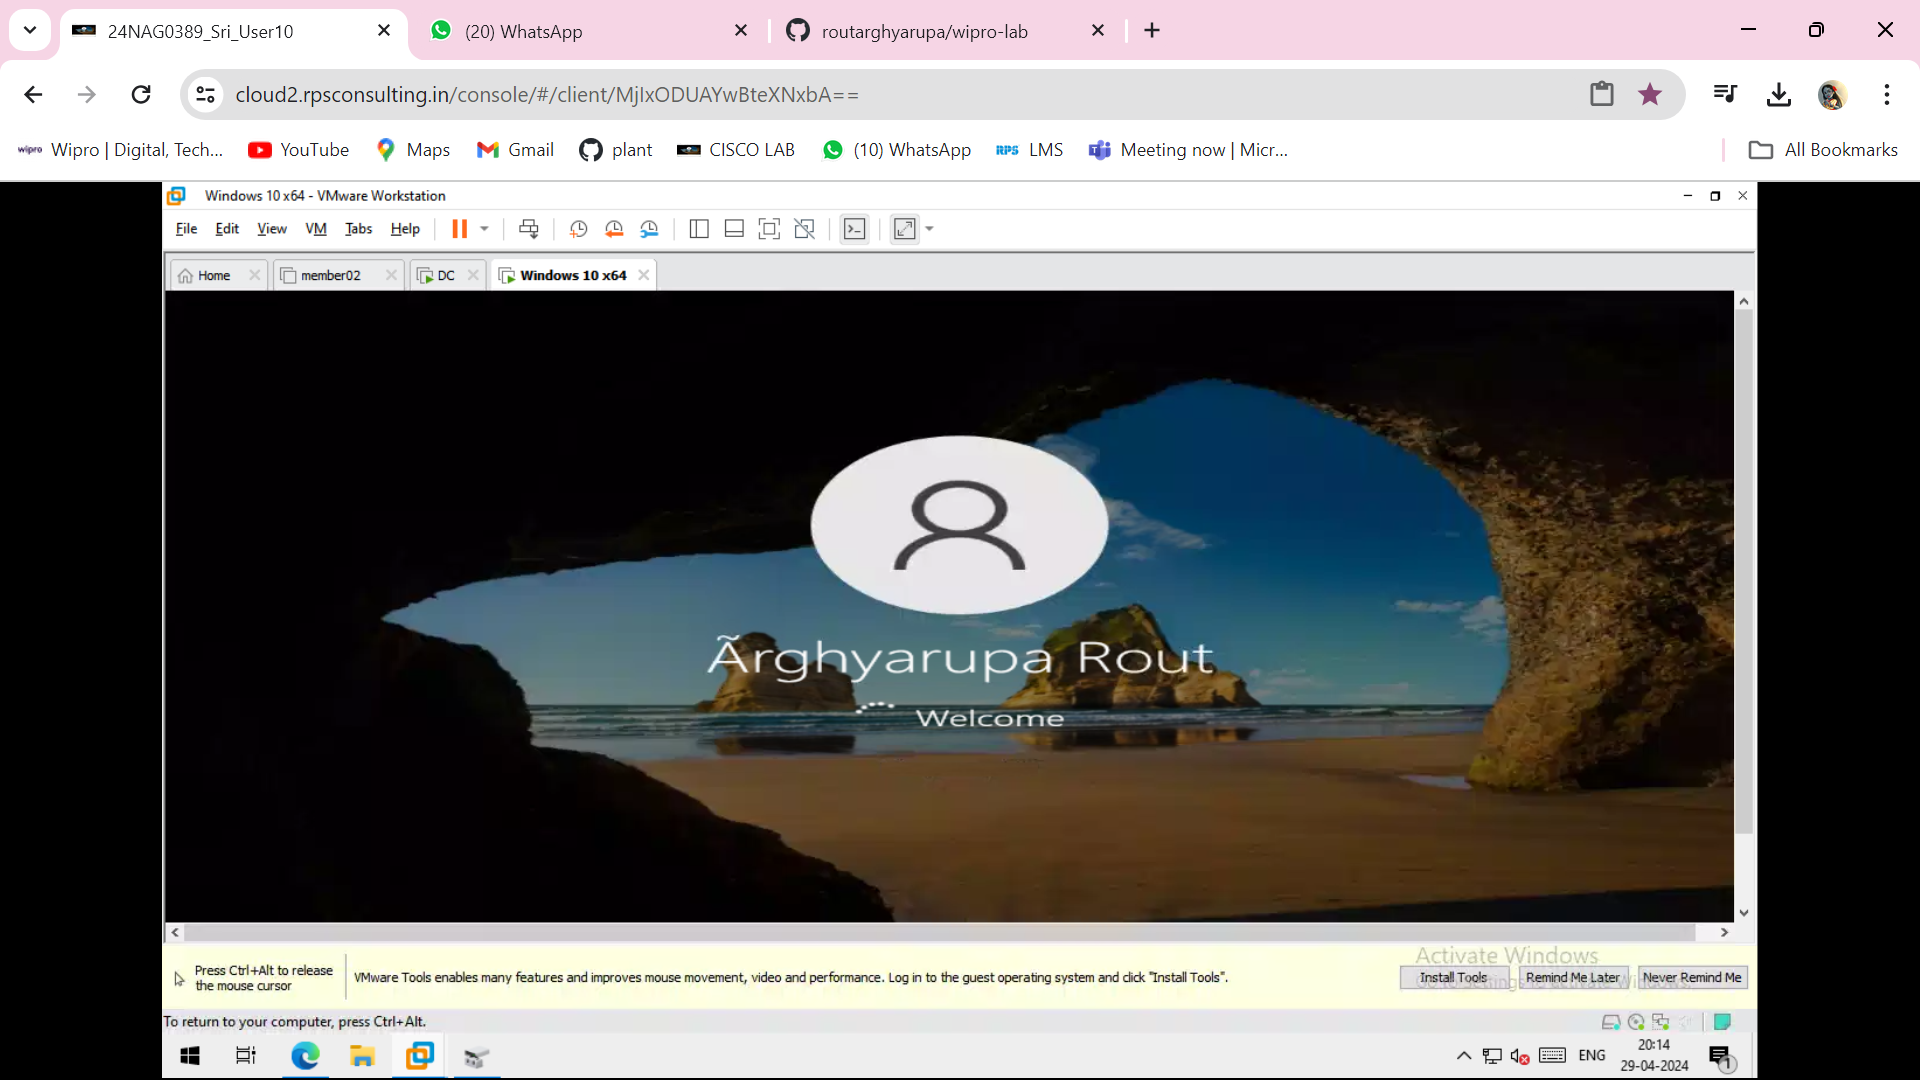 24NAG0389_Sri_User10
(20) WhatsApp
routarghyarupa/wipro-lab
cloud2.rpsconsulting.in/console/#/client/MjIxODUAYwBteXNxbA==
wipro Wipro | Digital, Tech...
YouTube
Maps
Gmail
plant
CISCO LAB
(10) WhatsApp
RPS LMS
Meeting now | Micr...
All Bookmarks
Windows 10 x64 - VMware Workstation
File Edit View VM Tabs Help
Home
member02
DC
Windows 10 x64
Ãrghyarupa Rout
Welcome
Press Ctrl+Alt to release
the mouse cursor
VMware Tools enables many features and improves mouse movement, video and performance. Log in to the guest operating system and click "Install Tools".
Activate Windows
Install Tools
Remind Me Later
Never Remind Me
To return to your computer, press Ctrl+Alt.
ENG
20:14
29-04-2024
1